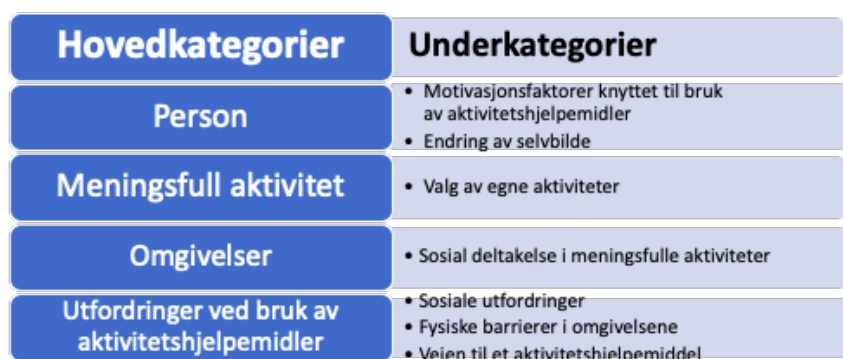 Hovedkategorier
Underkategorier
Person
• Motivasjonsfaktorer knyttet til bruk
av aktivitetshjelpemidler
• Endring av selvbilde
Meningsfull aktivitet
• Valg av egne aktiviteter
Omgivelser
• Sosial deltakelse i meningsfulle aktiviteter
Utfordringer ved bruk av
aktivitetshjelpemidler
• Sosiale utfordringer
• Fysiske barrierer i omgivelsene
• Veien til et aktivitetshjelpemiddel